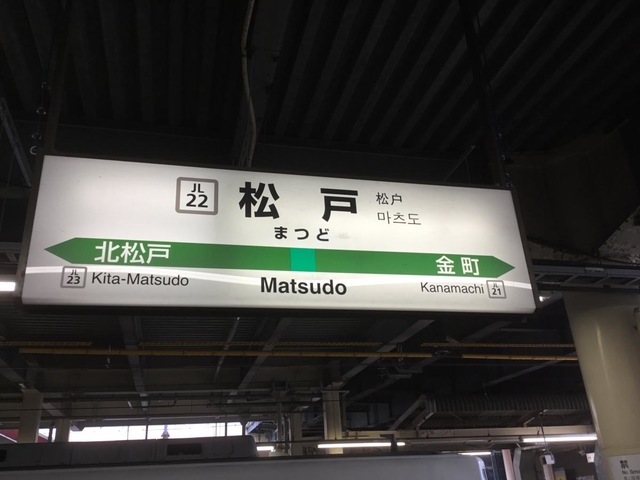 JL
22
松戸
松户
마츠도
まつど
北松戸
金町
JL
23
Kita-Matsudo
Matsudo
Kanamachi
JL
21